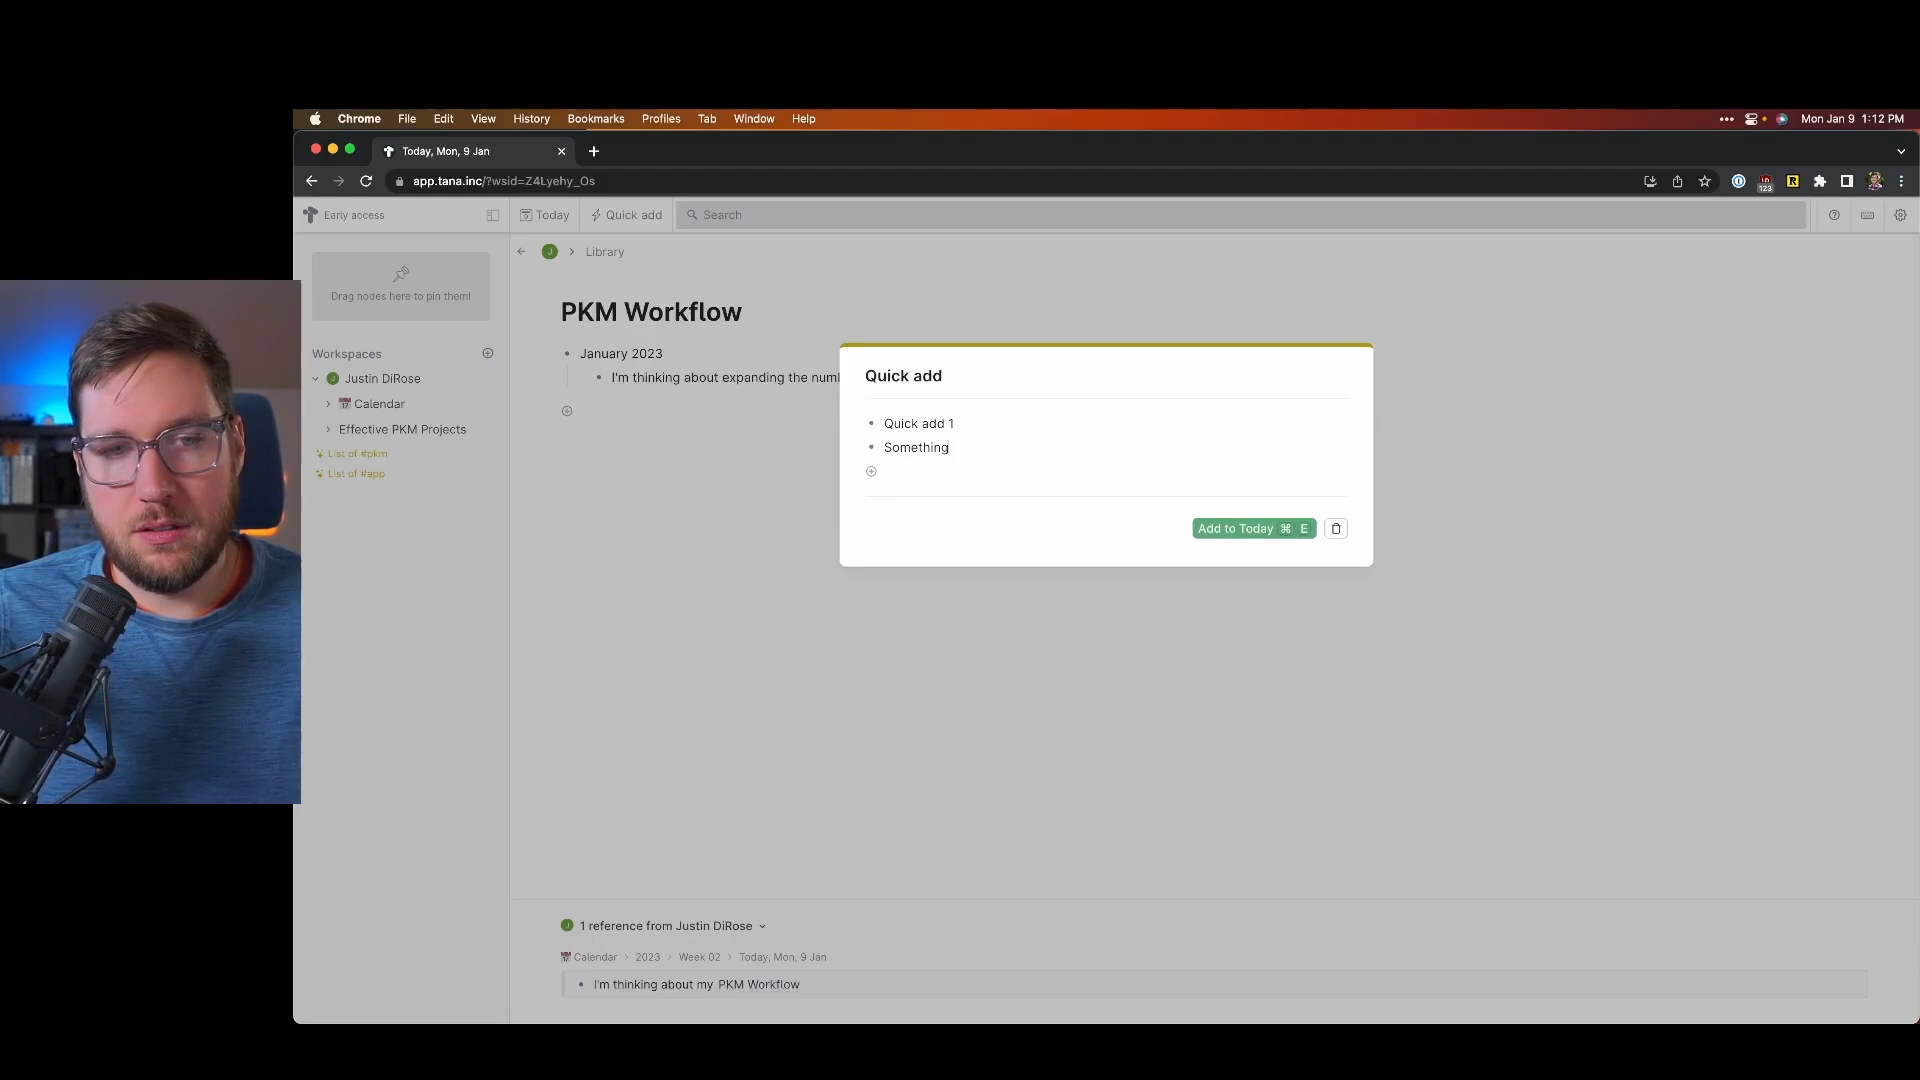 Chrome File Edit View History Bookmarks Profiles Tab Window Help
Mon Jan 9 1:12 PM
Today, Mon, 9 Jan
app.tana.inc/?wsid=Z4Lyehy_Os
123
Early access
Today
Quick add
Search
Drag nodes here to pin them!
Workspaces
J Justin DiRose
Calendar
Effective PKM Projects
List of #pkm
List of #app
J > Library
PKM Workflow
January 2023
I'm thinking about expanding the num
Quick add
Quick add 1
Something
Add to Today ⌘ E
J 1 reference from Justin DiRose
Calendar > 2023 > Week 02 > Today, Mon, 9 Jan
I'm thinking about my PKM Workflow